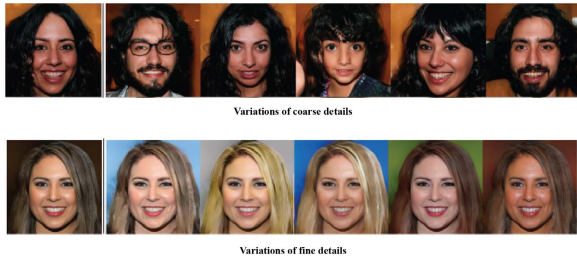 Variations of coarse details
Variations of fine details